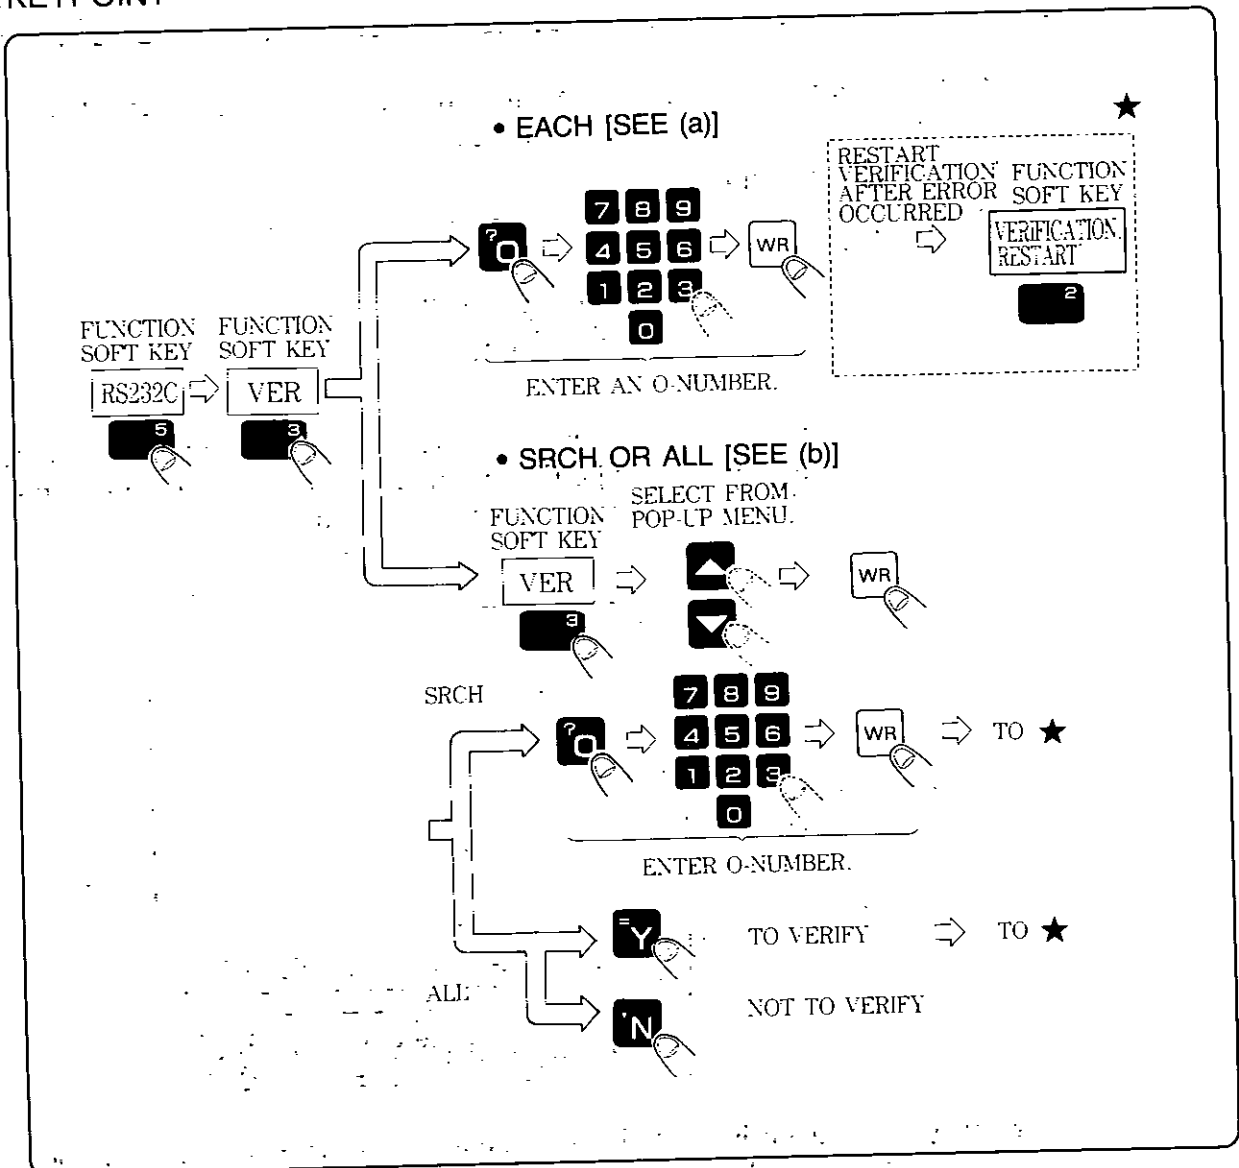 KEYPOINT
• EACH [SEE (a)]
★
RESTART
VERIFICATION
AFTER ERROR
OCCURRED
FUNCTION
SOFT KEY
VERIFICATION
RESTART
2
? O
7 8 9
4 5 6
1 2 3
0
WR
ENTER AN O-NUMBER.
FUNCTION
SOFT KEY
RS232C
5
FUNCTION
SOFT KEY
VER
3
• SRCH OR ALL [SEE (b)]
FUNCTION
SOFT KEY
VER
3
SELECT FROM
POP-UP MENU.
WR
SRCH
? O
7 8 9
4 5 6
1 2 3
0
WR
TO ★
ENTER O-NUMBER.
= Y
TO VERIFY
TO ★
ALL
N
NOT TO VERIFY